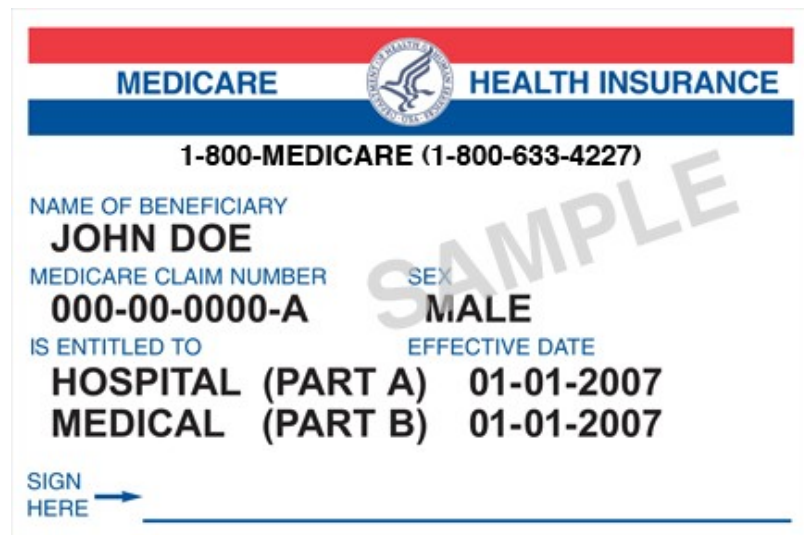 MEDICARE HEALTH INSURANCE
1-800-MEDICARE (1-800-633-4227)
SAMPLE
NAME OF BENEFICIARY
JOHN DOE
MEDICARE CLAIM NUMBER SEX
000-00-0000-A MALE
IS ENTITLED TO EFFECTIVE DATE
HOSPITAL (PART A) 01-01-2007
MEDICAL (PART B) 01-01-2007
SIGN
HERE